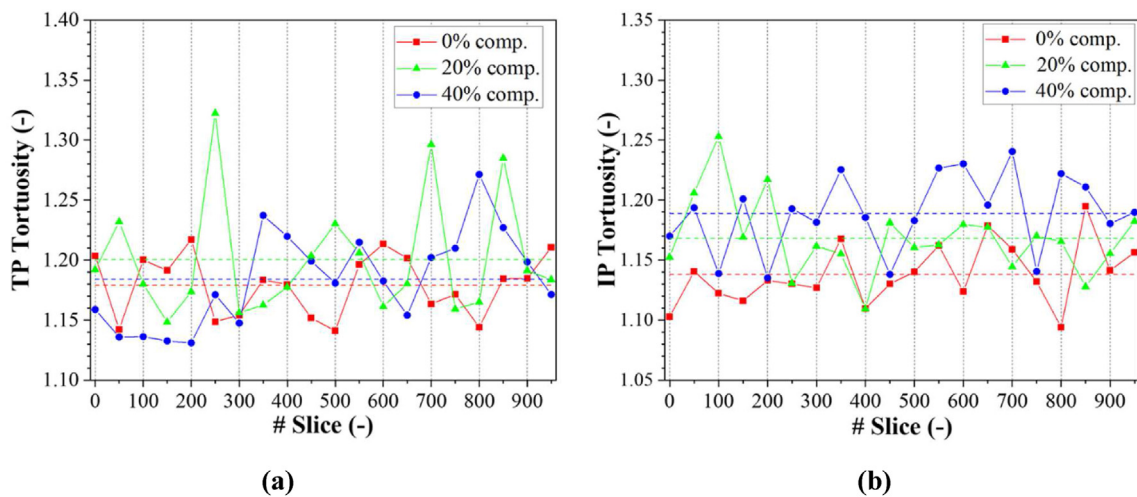 1.40
1.35
1.30
1.25
1.20
1.15
1.10
TP Tortuosity (-)
0% comp.
20% comp.
40% comp.
0 100 200 300 400 500 600 700 800 900
# Slice (-)
(a)
1.35
1.30
1.25
1.20
1.15
1.10
1.05
IP Tortuosity (-)
0% comp.
20% comp.
40% comp.
0 100 200 300 400 500 600 700 800 900
# Slice (-)
(b)